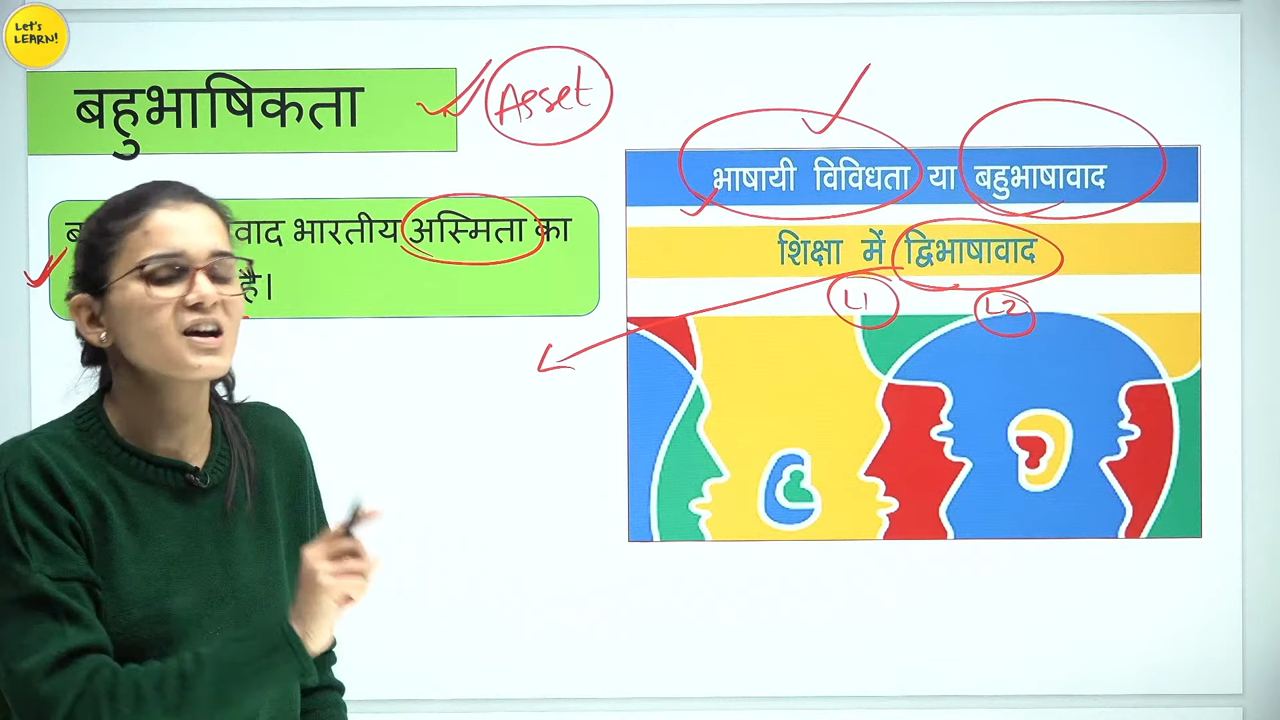 Let's
LEARN!
बहुभाषिकता
Asset
वाद भारतीय अस्मिता का
है।
भाषायी विविधता या बहुभाषावाद
शिक्षा में द्विभाषावाद
L1 L2